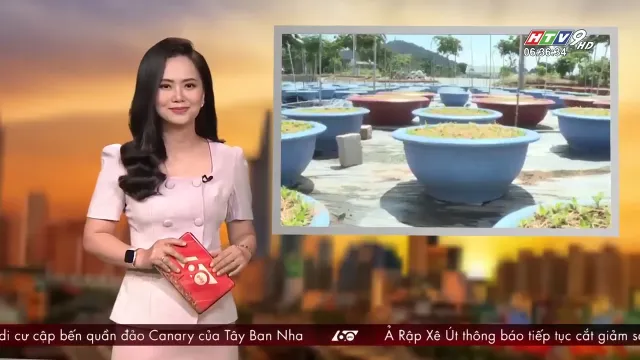 HTV9 HD
06:36:34
di cư cập bến quần đảo Canary của Tây Ban Nha
60
Ả Rập Xê Út thông báo tiếp tục cắt giảm s